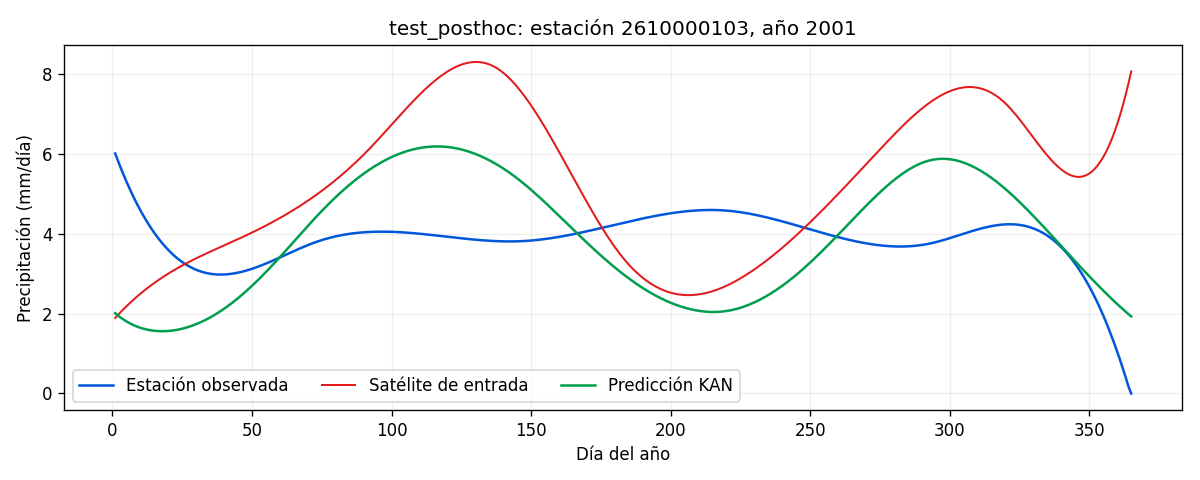 test_posthoc: estación 2610000103, año 2001
Precipitación (mm/día)
8
6
4
2
0
Estación observada
Satélite de entrada
Predicción KAN
0 50 100 150 200 250 300 350
Día del año